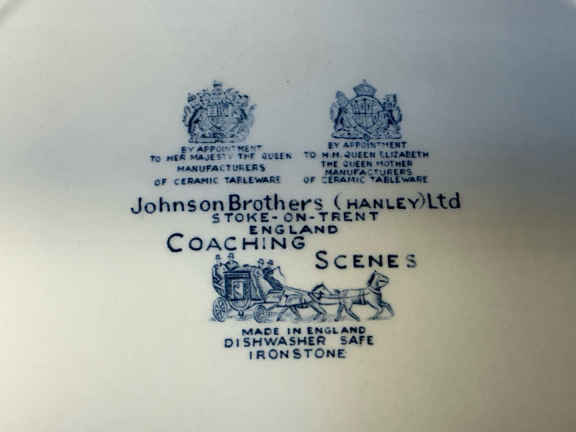 BY APPOINTMENT
TO HER MAJESTY THE QUEEN
MANUFACTURERS
OF CERAMIC TABLEWARE
BY APPOINTMENT
TO H.M. QUEEN ELIZABETH
THE QUEEN MOTHER
MANUFACTURERS
OF CERAMIC TABLEWARE
Johnson Brothers (HANLEY) Ltd
STOKE-ON-TRENT
ENGLAND
COACHING
SCENES
MADE IN ENGLAND
DISHWASHER SAFE
IRONSTONE